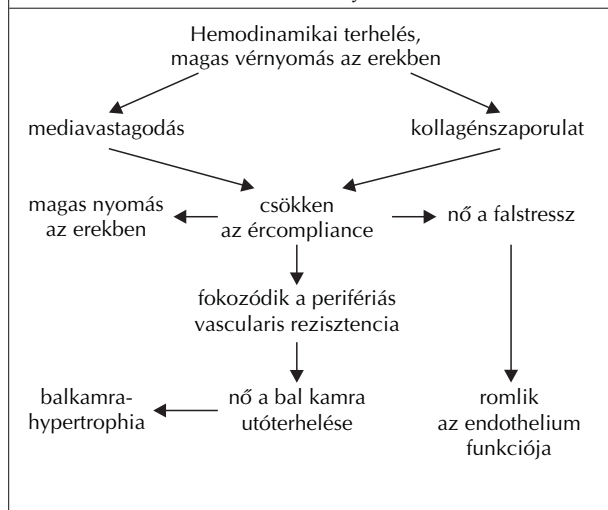 Hemodinamikai terhelés,
magas vérnyomás az erekben
mediavastagodás
kollagénszaporulat
magas nyomás
az erekben
csökken
az ércompliance
nő a falstressz
fokozódik a perifériás
vascularis rezisztencia
balkamra-
hypertrophia
nő a bal kamra
utóterhelése
romlik
az endothelium
funkciója